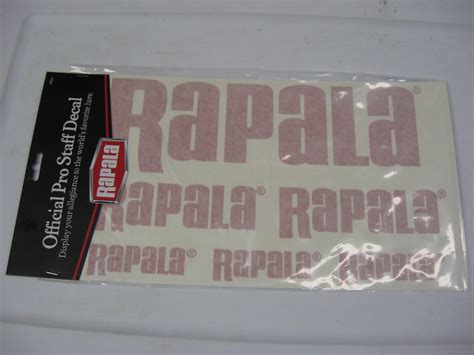 Official Pro Staff Decal
Display your allegiance to the world's favorite lure.
RAPALA
RAPALA®
RAPALA® RAPALA®
RAPALA® RAPALA® RAPALA®